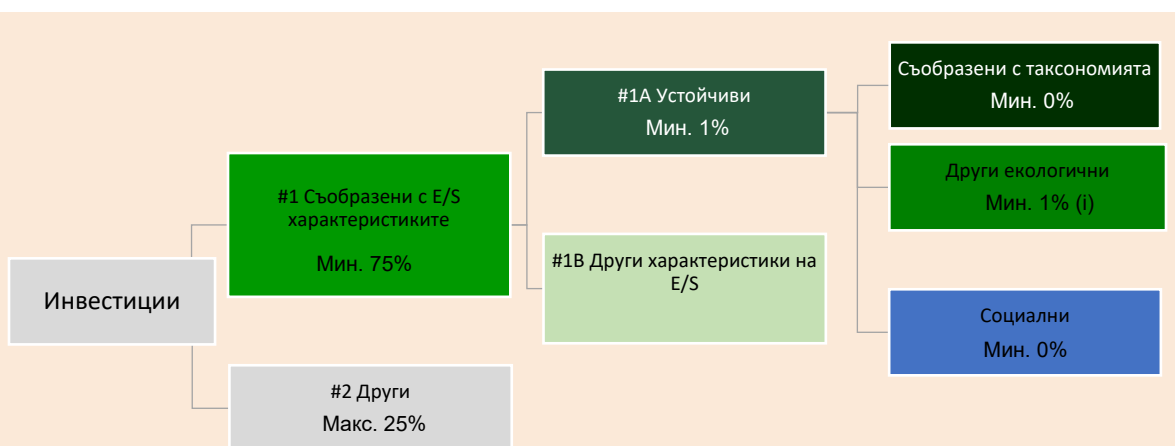 Инвестиции
#1 Съобразени с E/S
характеристиките
Мин. 75%
#2 Други
Макс. 25%
#1A Устойчиви
Мин. 1%
#1B Други характеристики на
E/S
Съобразени с таксономията
Мин. 0%
Други екологични
Мин. 1% (i)
Социални
Мин. 0%